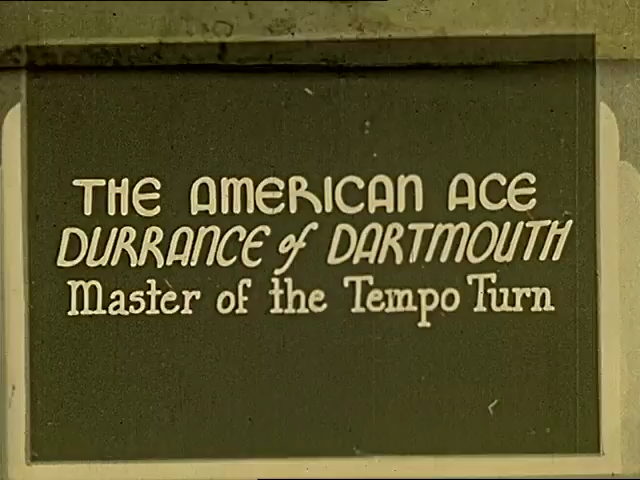 THE AMERICAN ACE
DURRANCE of DARTMOUTH
Master of the Tempo Turn